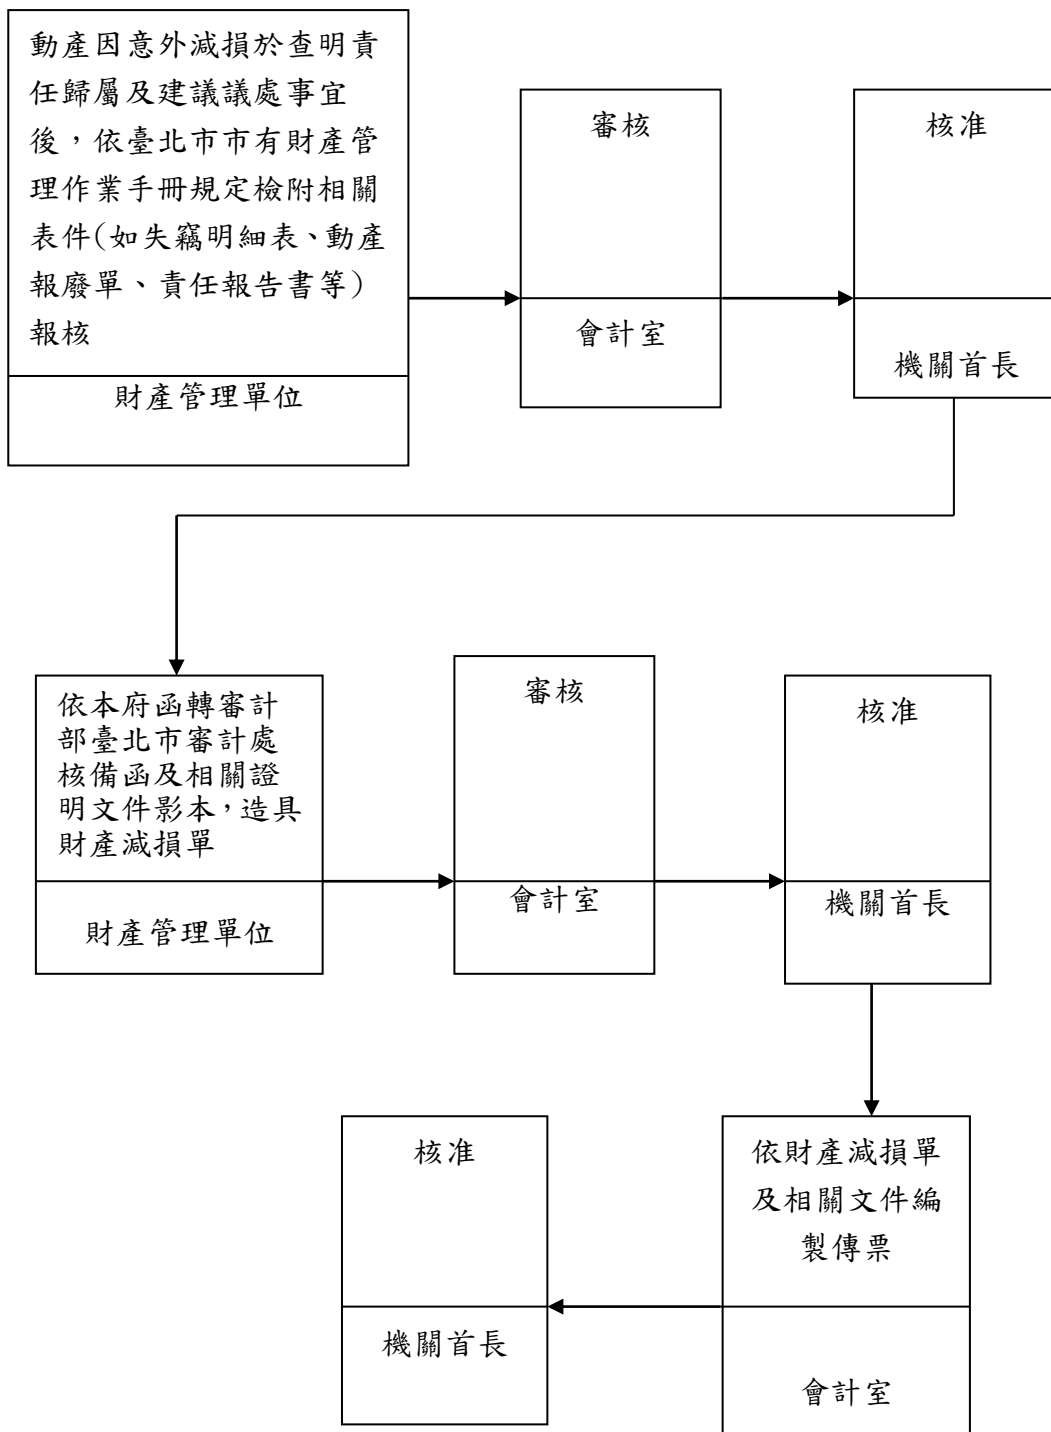 動產因意外減損於查明責
任歸屬及建議議處事宜
後，依臺北市市有財產管
理作業手冊規定檢附相關
表件(如失竊明細表、動產
報廢單、責任報告書等)
報核
財產管理單位
審核
會計室
核准
機關首長
依本府函轉審計
部臺北市審計處
核備函及相關證
明文件影本，造具
財產減損單
財產管理單位
審核
會計室
核准
機關首長
依財產減損單
及相關文件編
製傳票
會計室
核准
機關首長